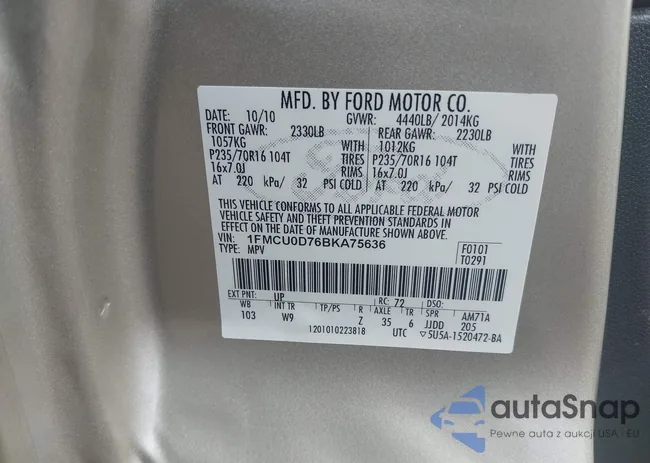 MFD. BY FORD MOTOR CO.
DATE: 10/10 GVWR: 4440LB/ 2014KG
FRONT GAWR: 2330LB REAR GAWR: 2230LB
1057KG WITH 1012KG WITH
P235/70R16 104T TIRES P235/70R16 104T TIRES
16x7.0J RIMS 16x7.0J RIMS
AT 220 kPa/ 32 PSI COLD AT 220 kPa/ 32 PSI COLD
THIS VEHICLE CONFORMS TO ALL APPLICABLE FEDERAL MOTOR
VEHICLE SAFETY AND THEFT PREVENTION STANDARDS IN
EFFECT ON THE DATE OF MANUFACTURE SHOWN ABOVE.
VIN: 1FMCU0D76BKA75636 F0101
TYPE: MPV T0291
EXT PNT: UP RC: 72 DSO:
WB INT TR TP/PS R AXLE TR SPR AM71A
103 W9 Z 35 6 JJDD 205
1201010223818 UTC ▽5U5A-1520472-BA
autaSnap
Pewne auta z aukcji USA i EU